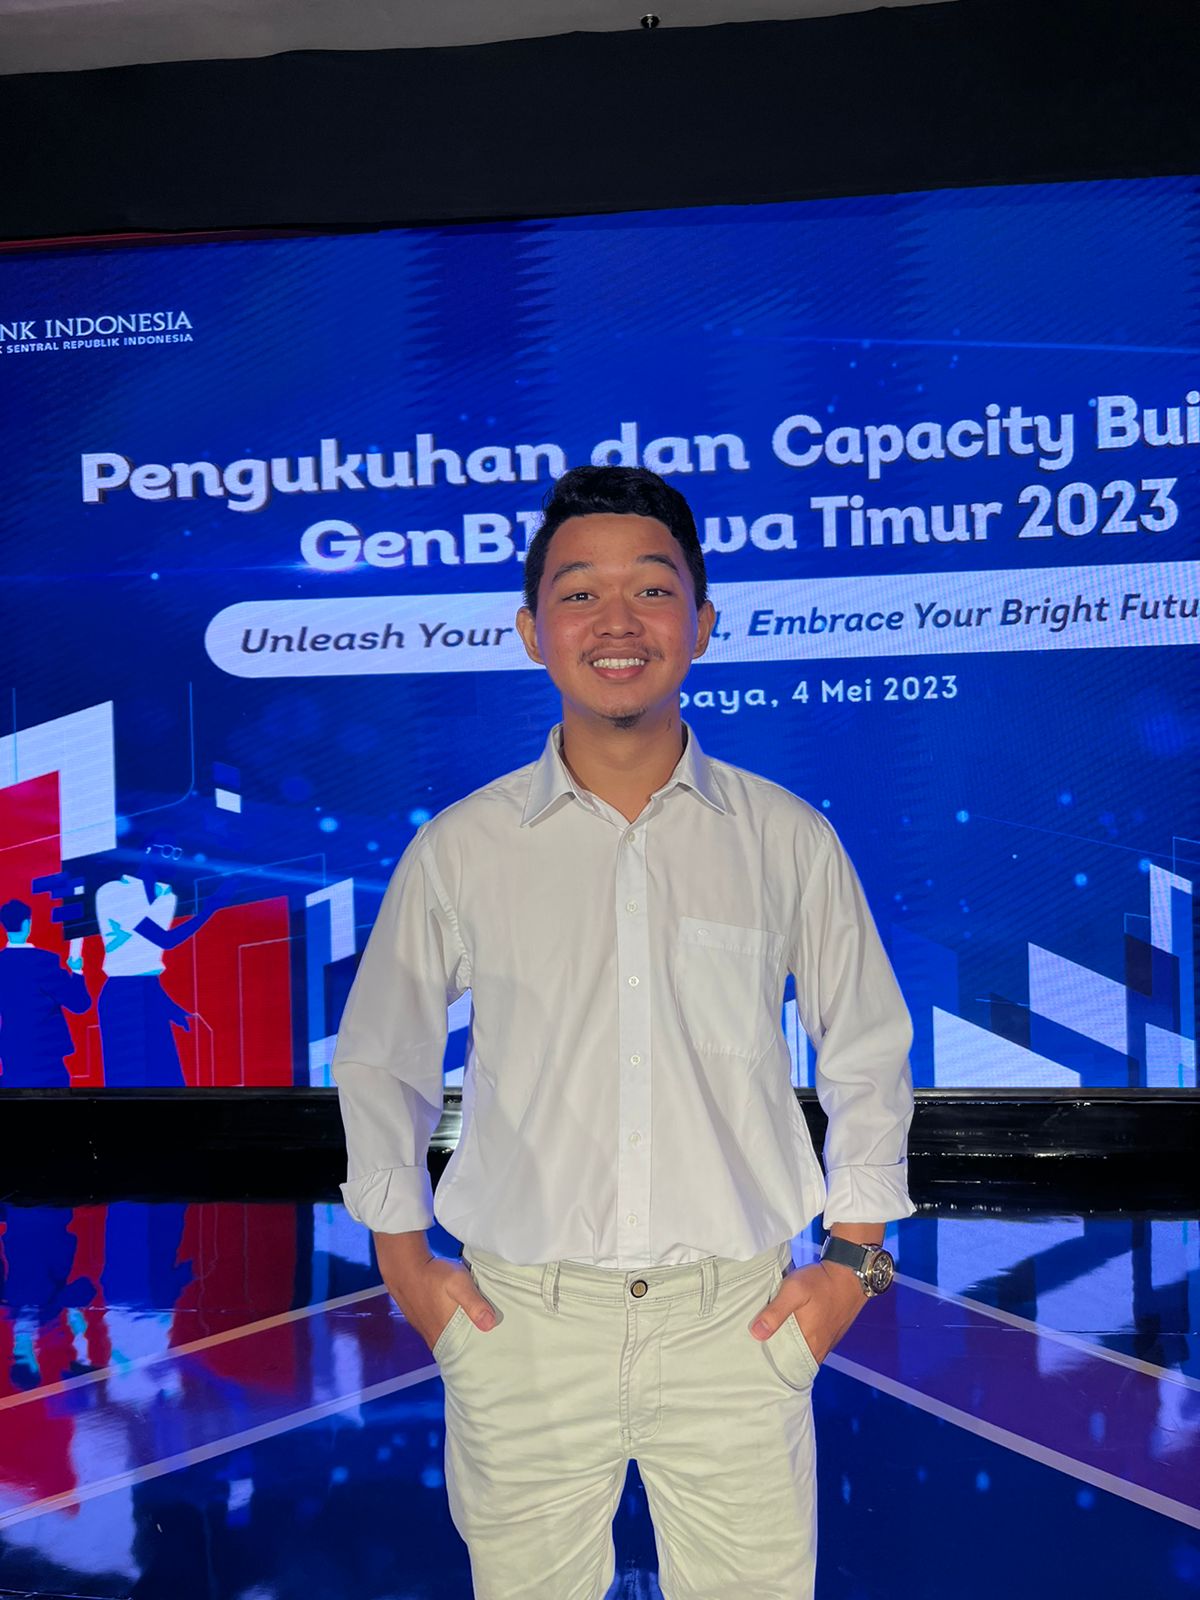 NK INDONESIA
K SENTRAL REPUBLIK INDONESIA
Pengukuhan dan Capacity Bui
GenBI wa Timur 2023
Unleash Your l, Embrace Your Bright Futu
baya, 4 Mei 2023